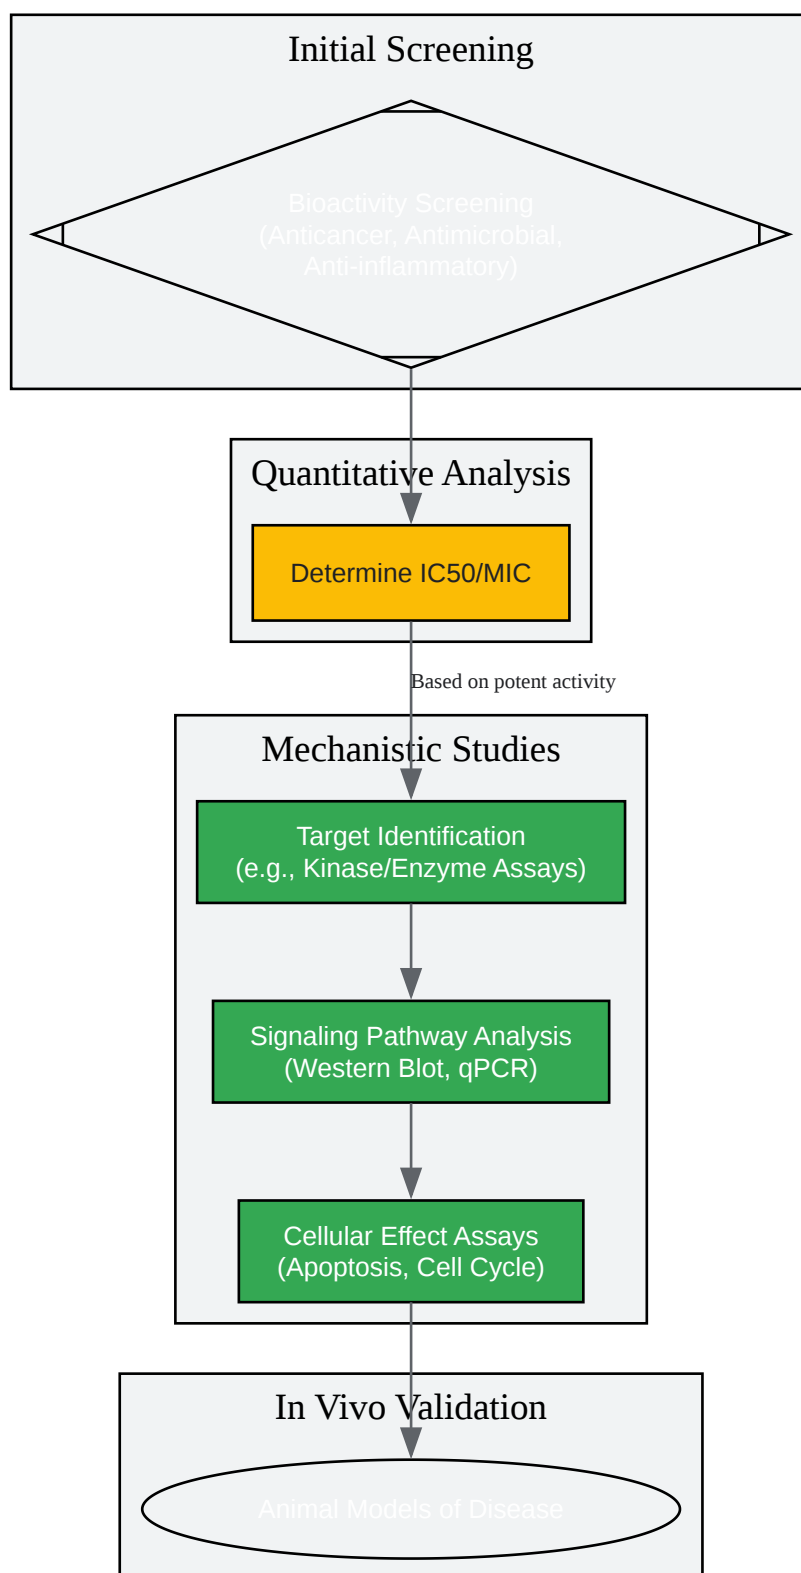 Initial Screening
Bioactivity Screening
(Anticancer, Antimicrobial,
Anti-inflammatory)
Quantitative Analysis
Determine IC50/MIC
Based on potent activity
Mechanistic Studies
Target Identification
(e.g., Kinase/Enzyme Assays)
Signaling Pathway Analysis
(Western Blot, qPCR)
Cellular Effect Assays
(Apoptosis, Cell Cycle)
In Vivo Validation
Animal Models of Disease